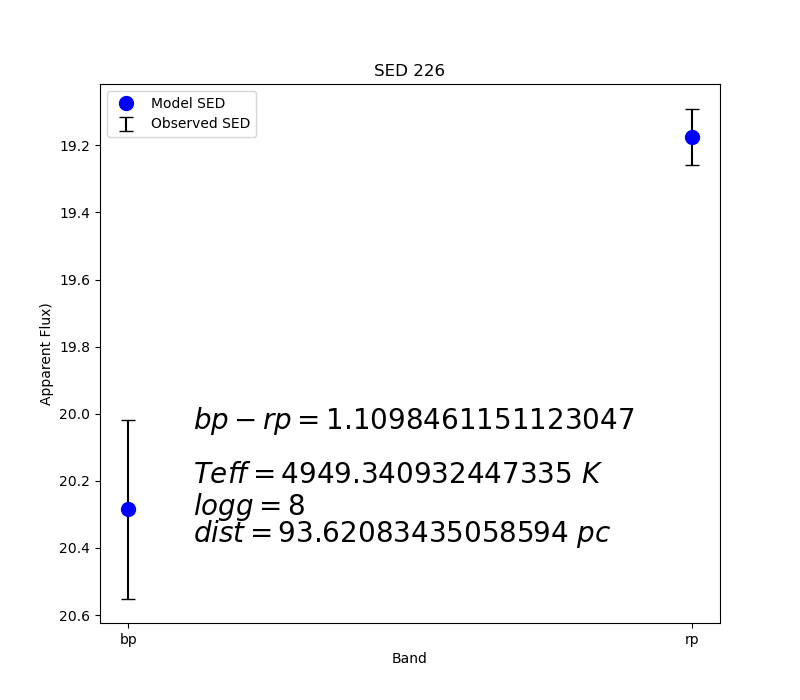 SED 226
Model SED
Observed SED
19.2
19.4
19.6
19.8
20.0
20.2
20.4
20.6
Apparent Flux)
bp − rp = 1.1098461151123047
Teff = 4949.340932447335 K
logg = 8
dist = 93.62083435058594 pc
bp
rp
Band